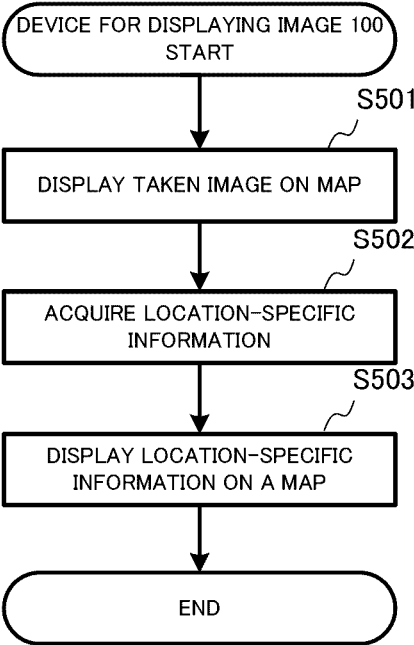 DEVICE FOR DISPLAYING IMAGE 100
START
S501
DISPLAY TAKEN IMAGE ON MAP
S502
ACQUIRE LOCATION-SPECIFIC
INFORMATION
S503
DISPLAY LOCATION-SPECIFIC
INFORMATION ON A MAP
END